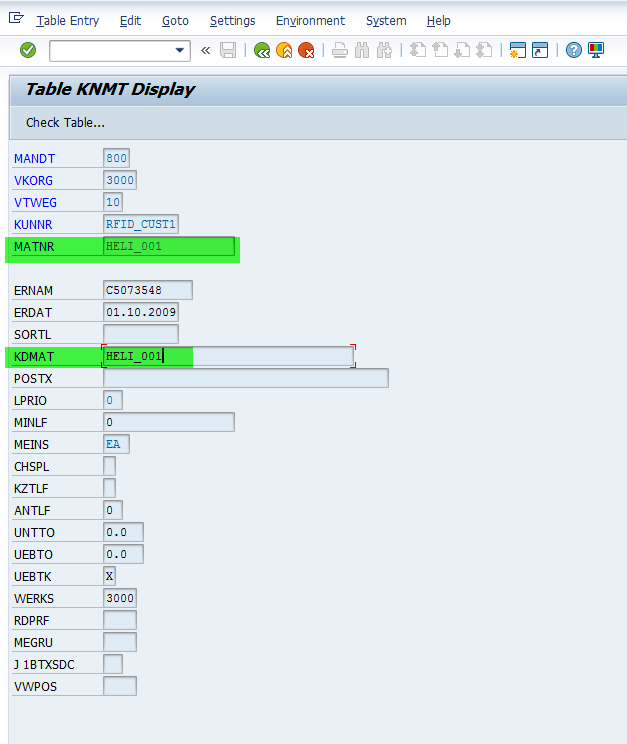 Table Entry Edit Goto Settings Environment System Help
Table KNMT Display
Check Table...
MANDT 800
VKORG 3000
VTWEG 10
KUNNR RFID_CUST1
MATNR HELI_001
ERNAM C5073548
ERDAT 01.10.2009
SORTL
KDMAT HELI_001
POSTX
LPRIO 0
MINLF 0
MEINS EA
CHSPL
KZTLF
ANTLF 0
UNTTO 0.0
UEBTO 0.0
UEBTK X
WERKS 3000
RDPRF
MEGRU
J 1BTXSDC
VWPOS